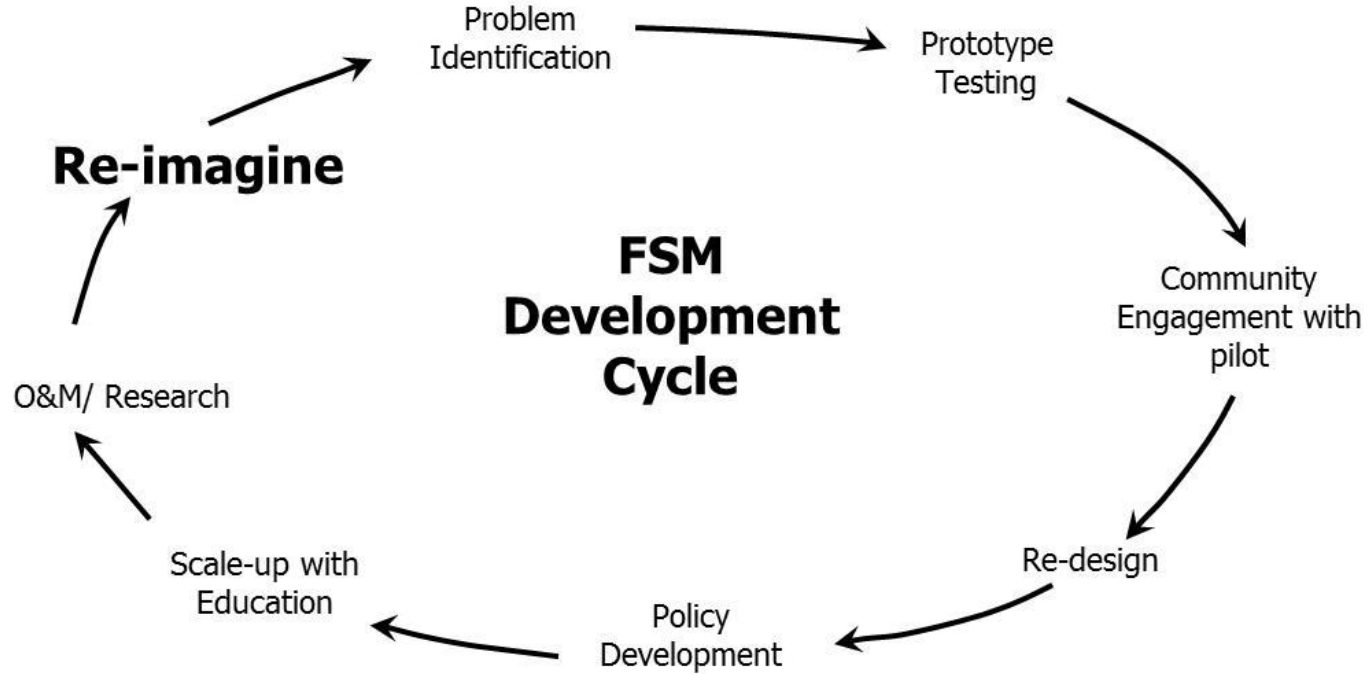 Problem
Identification
Prototype
Testing
Community
Engagement with
pilot
Re-design
Policy
Development
Scale-up with
Education
O&M/ Research
Re-imagine
FSM
Development
Cycle